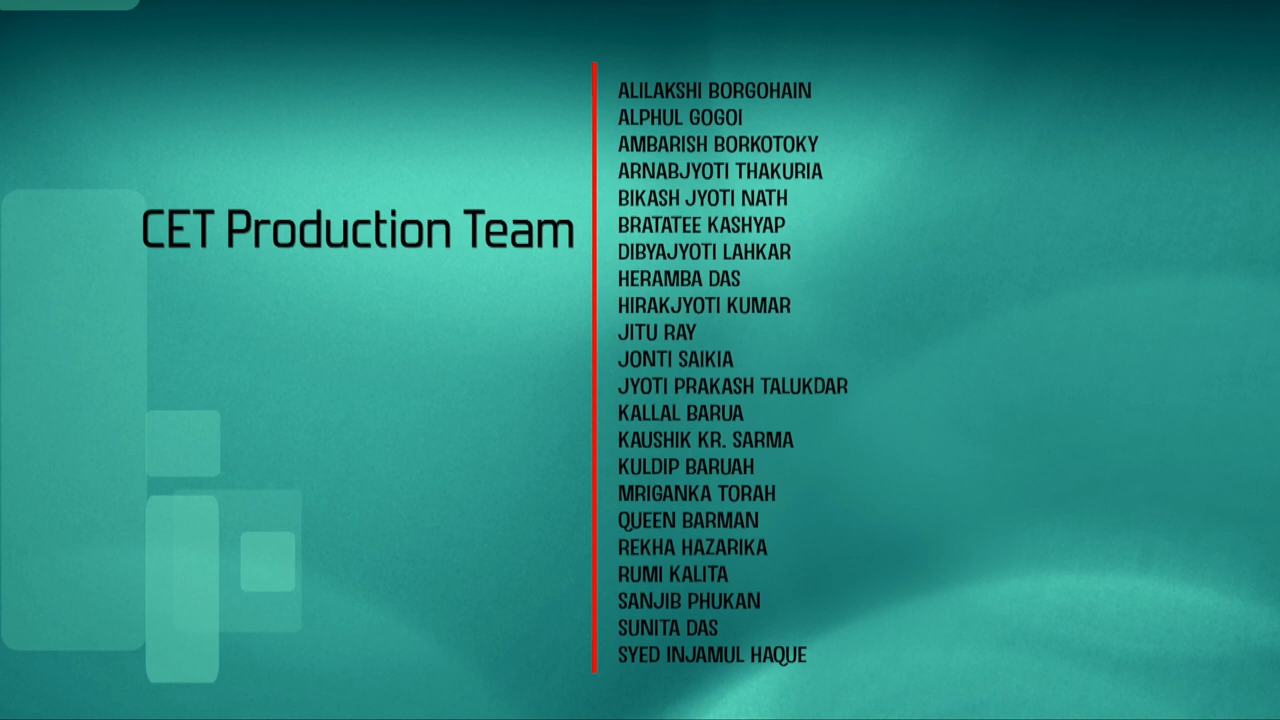 CET Production Team
ALILAKSHI BORGOHAIN
ALPHUL GOGOI
AMBARISH BORKOTOKY
ARNABJYOTI THAKURIA
BIKASH JYOTI NATH
BRATATEE KASHYAP
DIBYAJYOTI LAHKAR
HERAMBA DAS
HIRAKJYOTI KUMAR
JITU RAY
JONTI SAIKIA
JYOTI PRAKASH TALUKDAR
KALLAL BARUA
KAUSHIK KR. SARMA
KULDIP BARUAH
MRIGANKA TORAH
QUEEN BARMAN
REKHA HAZARIKA
RUMI KALITA
SANJIB PHUKAN
SUNITA DAS
SYED INJAMUL HAQUE